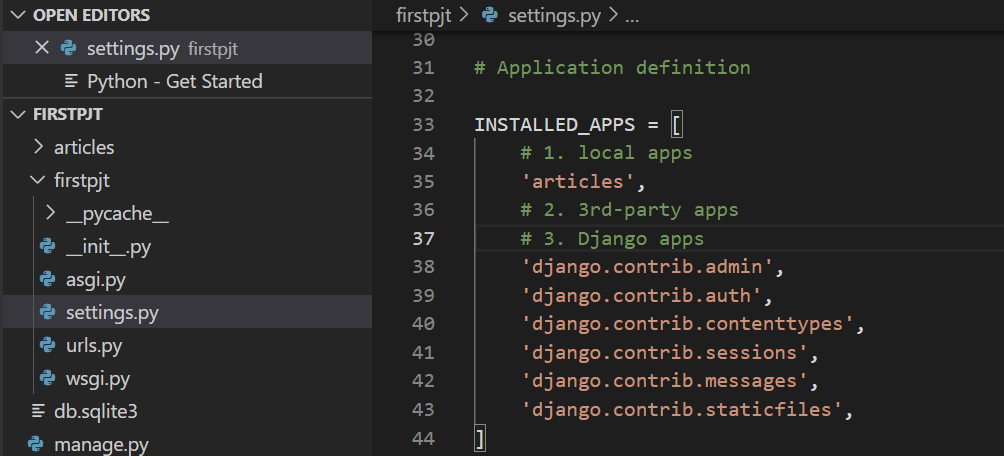 OPEN EDITORS
settings.py firstpjt
Python - Get Started
FIRSTPJT
articles
firstpjt
__pycache__
__init__.py
asgi.py
settings.py
urls.py
wsgi.py
db.sqlite3
manage.py
firstpjt > settings.py > ...
30
31 # Application definition
32
33 INSTALLED_APPS = [
34 # 1. local apps
35 'articles',
36 # 2. 3rd-party apps
37 # 3. Django apps
38 'django.contrib.admin',
39 'django.contrib.auth',
40 'django.contrib.contenttypes',
41 'django.contrib.sessions',
42 'django.contrib.messages',
43 'django.contrib.staticfiles',
44 ]